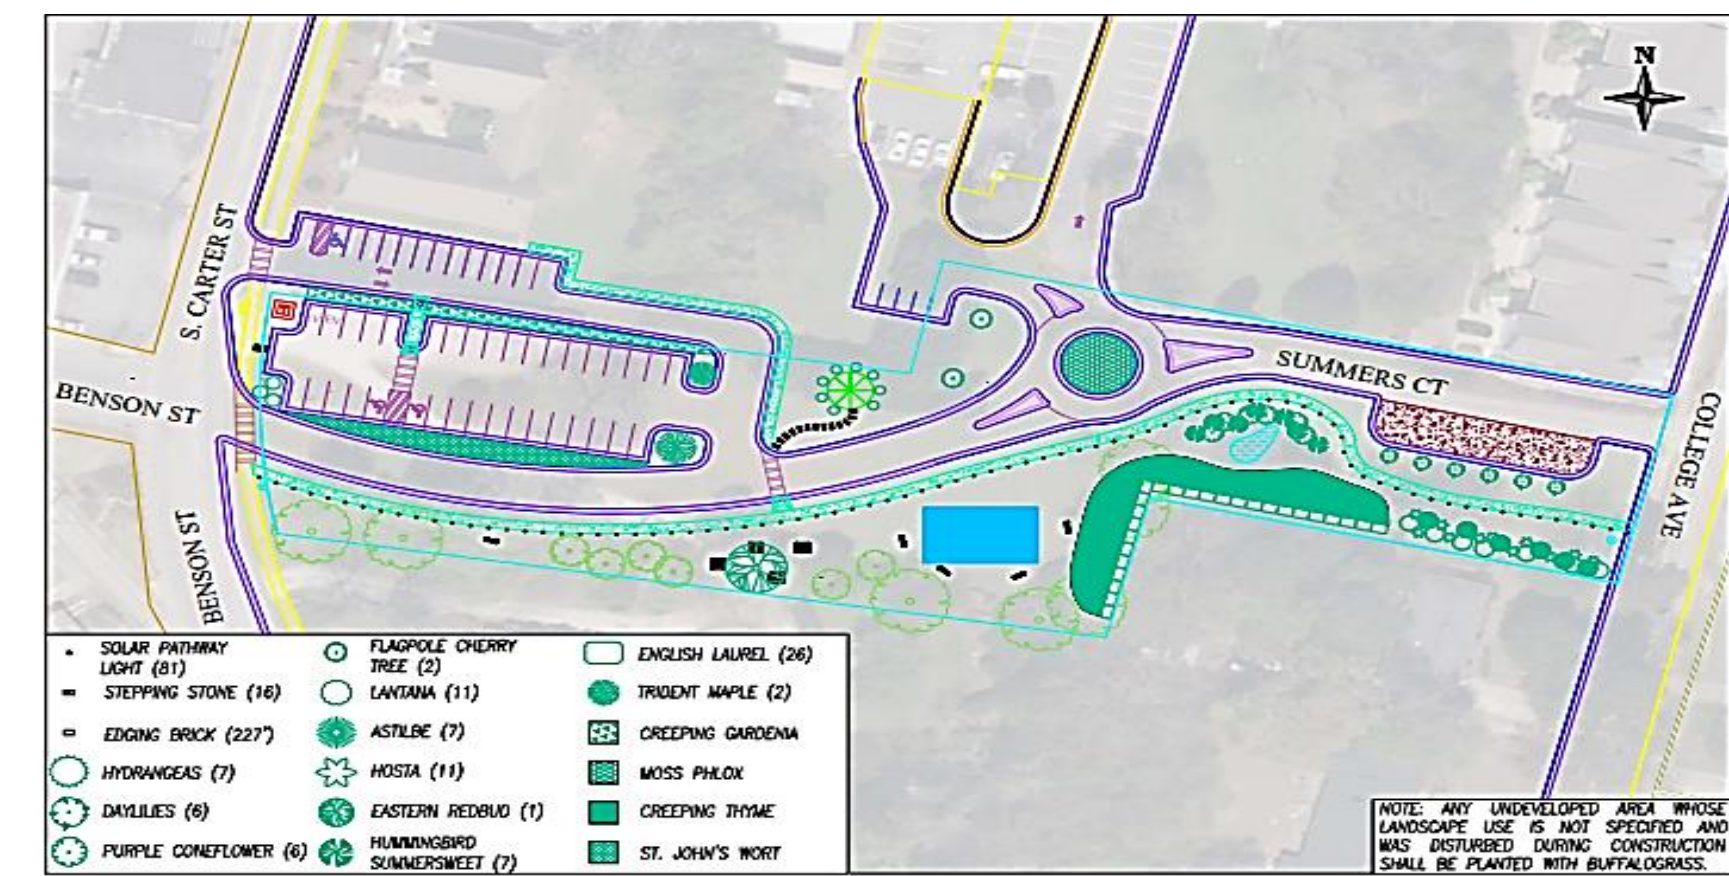 N
S. CARTER ST
BENSON ST
SUMMERS CT
COLLEGE AVE
BENSON ST
SOLAR PATHWAY
LIGHT (81)
STEPPING STONE (16)
EDGING BRICK (227')
HYDRANGEAS (7)
DAYLILIES (6)
PURPLE CONEFLOWER (6)
FLAGPOLE CHERRY
TREE (2)
LANTANA (11)
ASTILBE (7)
HOSTA (11)
EASTERN REDBUD (1)
HUMMINGBIRD
SUMMERSWEET (7)
ENGLISH LAUREL (26)
TRIDENT MAPLE (2)
CREEPING GARDENIA
MOSS PHLOX
CREEPING THYME
ST. JOHN'S WORT
NOTE: ANY UNDEVELOPED AREA WHOSE
LANDSCAPE USE IS NOT SPECIFIED AND
WAS DISTURBED DURING CONSTRUCTION
SHALL BE PLANTED WITH BUFFALOGRASS.